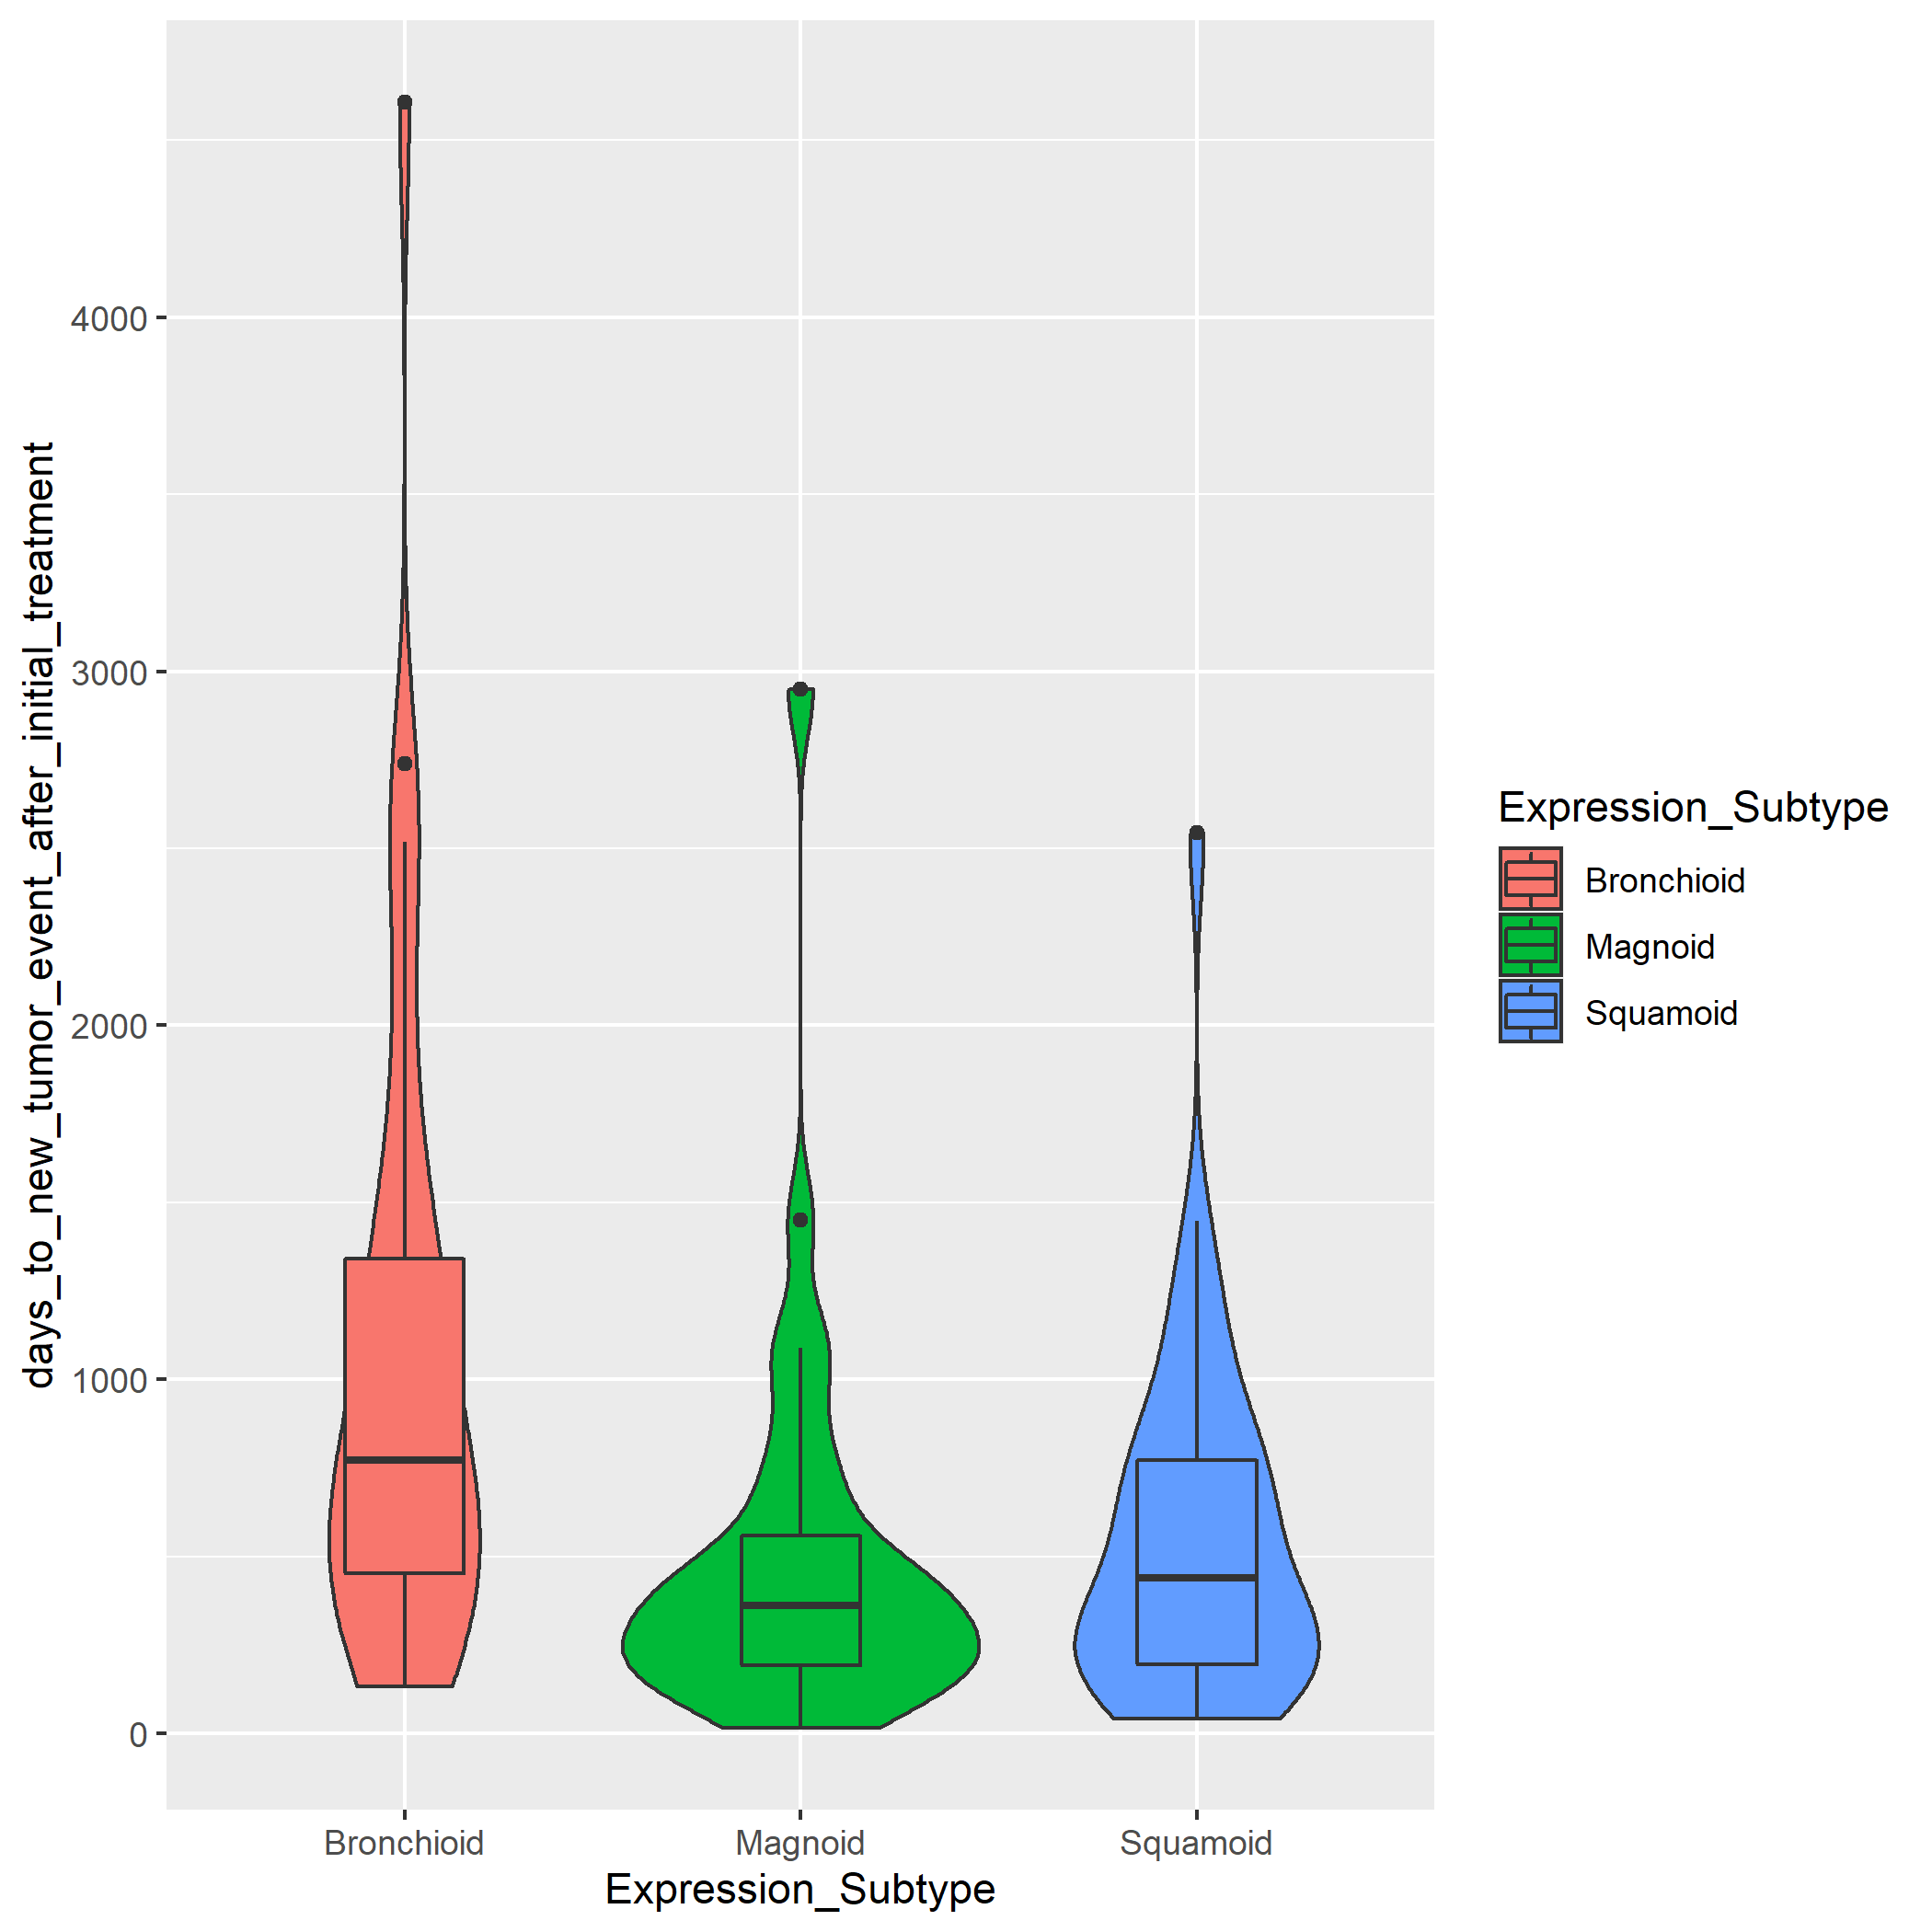 days_to_new_tumor_event_after_initial_treatment
4000
3000
2000
1000
0
Bronchioid
Magnoid
Squamoid
Expression_Subtype
Expression_Subtype
Bronchioid
Magnoid
Squamoid